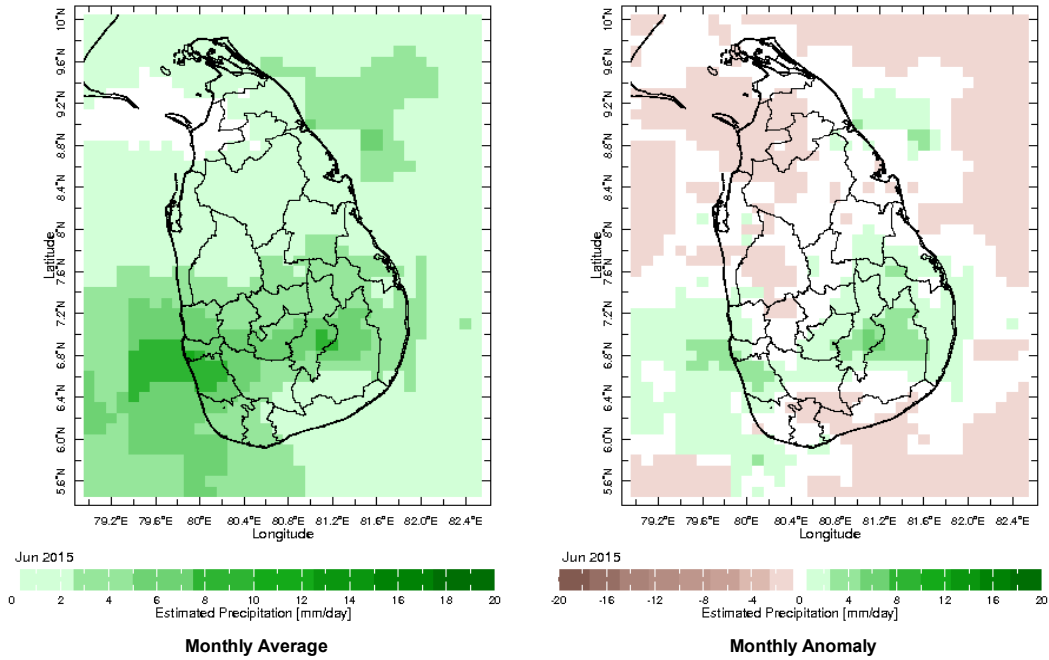 10°N
9.6°N
9.2°N
8.8°N
8.4°N
8°N
7.6°N
7.2°N
6.8°N
6.4°N
6.0°N
5.6°N
Latitude
79.2°E 79.6°E 80°E 80.4°E 80.8°E 81.2°E 81.6°E 82.0°E 82.4°E
Longitude
Jun 2015
0 2 4 6 8 10 12 14 16 18 20
Estimated Precipitation [mm/day]
Monthly Average
10°N
9.6°N
9.2°N
8.8°N
8.4°N
8°N
7.6°N
7.2°N
6.8°N
6.4°N
6.0°N
5.6°N
Latitude
79.2°E 79.6°E 80°E 80.4°E 80.8°E 81.2°E 81.6°E 82.0°E 82.4°E
Longitude
Jun 2015
-20 -16 -12 -8 -4 0 4 8 12 16 20
Estimated Precipitation [mm/day]
Monthly Anomaly